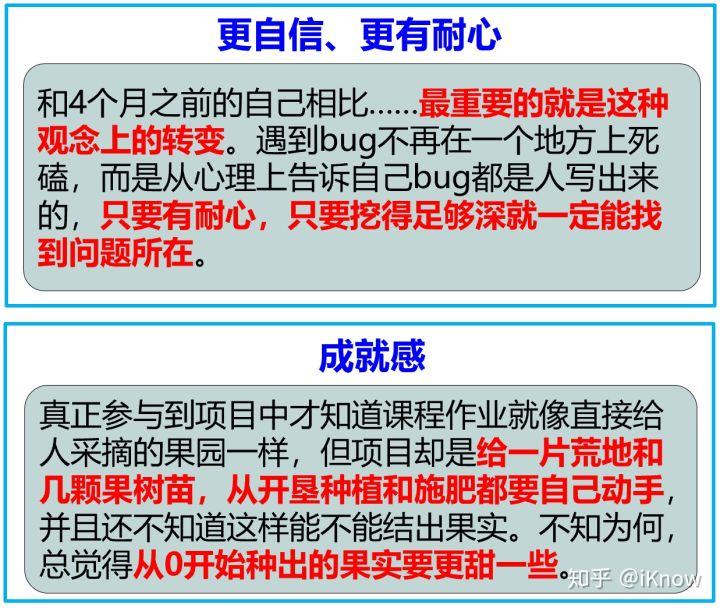 更自信、更有耐心
和4个月之前的自己相比……最重要的就是这种
观念上的转变。遇到bug不再在一个地方上死
磕，而是从心理上告诉自己bug都是人写出来
的，只要有耐心，只要挖得足够深就一定能找
到问题所在。
成就感
真正参与到项目中才知道课程作业就像直接给
人采摘的果园一样，但项目却是给一片荒地和
几颗果树苗，从开垦种植和施肥都要自己动手，
并且还不知道这样能不能结出果实。不知为何，
总觉得从0开始种出的果实要更甜一些。
知乎 @iKnow